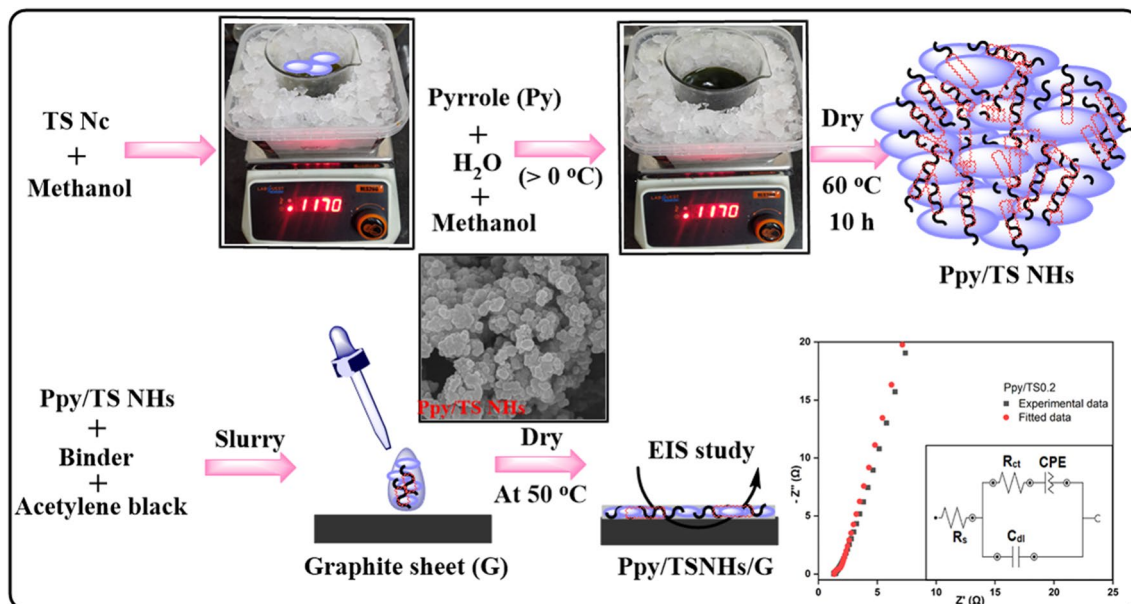 TS Nc
+
Methanol
1170
Pyrrole (Py)
+
H₂O
+
Methanol
(> 0 °C)
1170
Dry
60 °C
10 h
Ppy/TS NHs
Ppy/TS NHs
Ppy/TS NHs
+
Binder
+
Acetylene black
Slurry
Graphite sheet (G)
Dry
At 50 °C
EIS study
Ppy/TSNHs/G
- Z'' (Ω)
20
15
10
5
0
Ppy/TS0.2
Experimental data
Fitted data
Rct
CPE
Rs
Cdl
0
5
10
15
20
25
Z' (Ω)